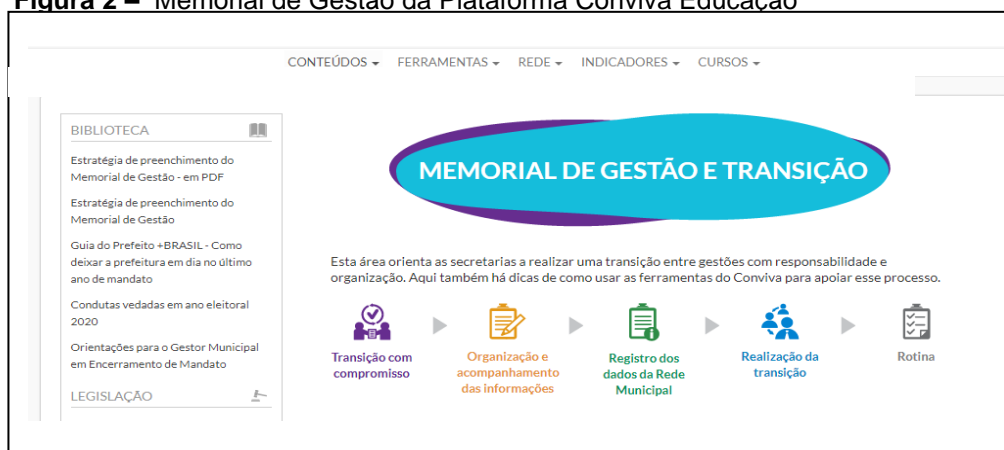 Figura 2 – Memorial de Gestão da Plataforma Conviva Educação
CONTEÚDOS FERRAMENTAS REDE INDICADORES CURSOS
BIBLIOTECA
Estratégia de preenchimento do
Memorial de Gestão - em PDF
Estratégia de preenchimento do
Memorial de Gestão
Guia do Prefeito +BRASIL - Como
deixar a prefeitura em dia no último
ano de mandato
Condutas vedadas em ano eleitoral
2020
Orientações para o Gestor Municipal
em Encerramento de Mandato
LEGISLAÇÃO
MEMORIAL DE GESTÃO E TRANSIÇÃO
Esta área orienta as secretarias a realizar uma transição entre gestões com responsabilidade e
organização. Aqui também há dicas de como usar as ferramentas do Conviva para apoiar esse processo.
Transição com
compromisso
Organização e
acompanhamento
das informações
Registro dos
dados da Rede
Municipal
Realização da
transição
Rotina